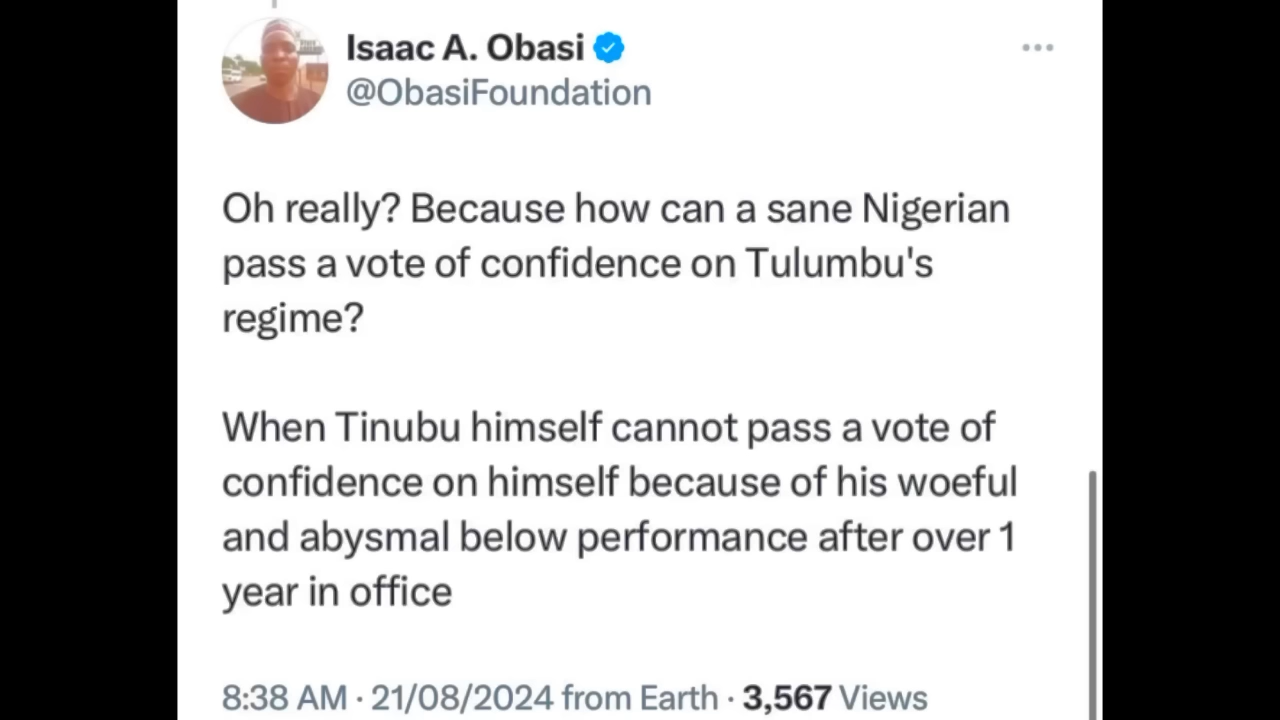 Isaac A. Obasi
@ObasiFoundation
Oh really? Because how can a sane Nigerian
pass a vote of confidence on Tulumbu's
regime?
When Tinubu himself cannot pass a vote of
confidence on himself because of his woeful
and abysmal below performance after over 1
year in office
8:38 AM · 21/08/2024 from Earth · 3,567 Views